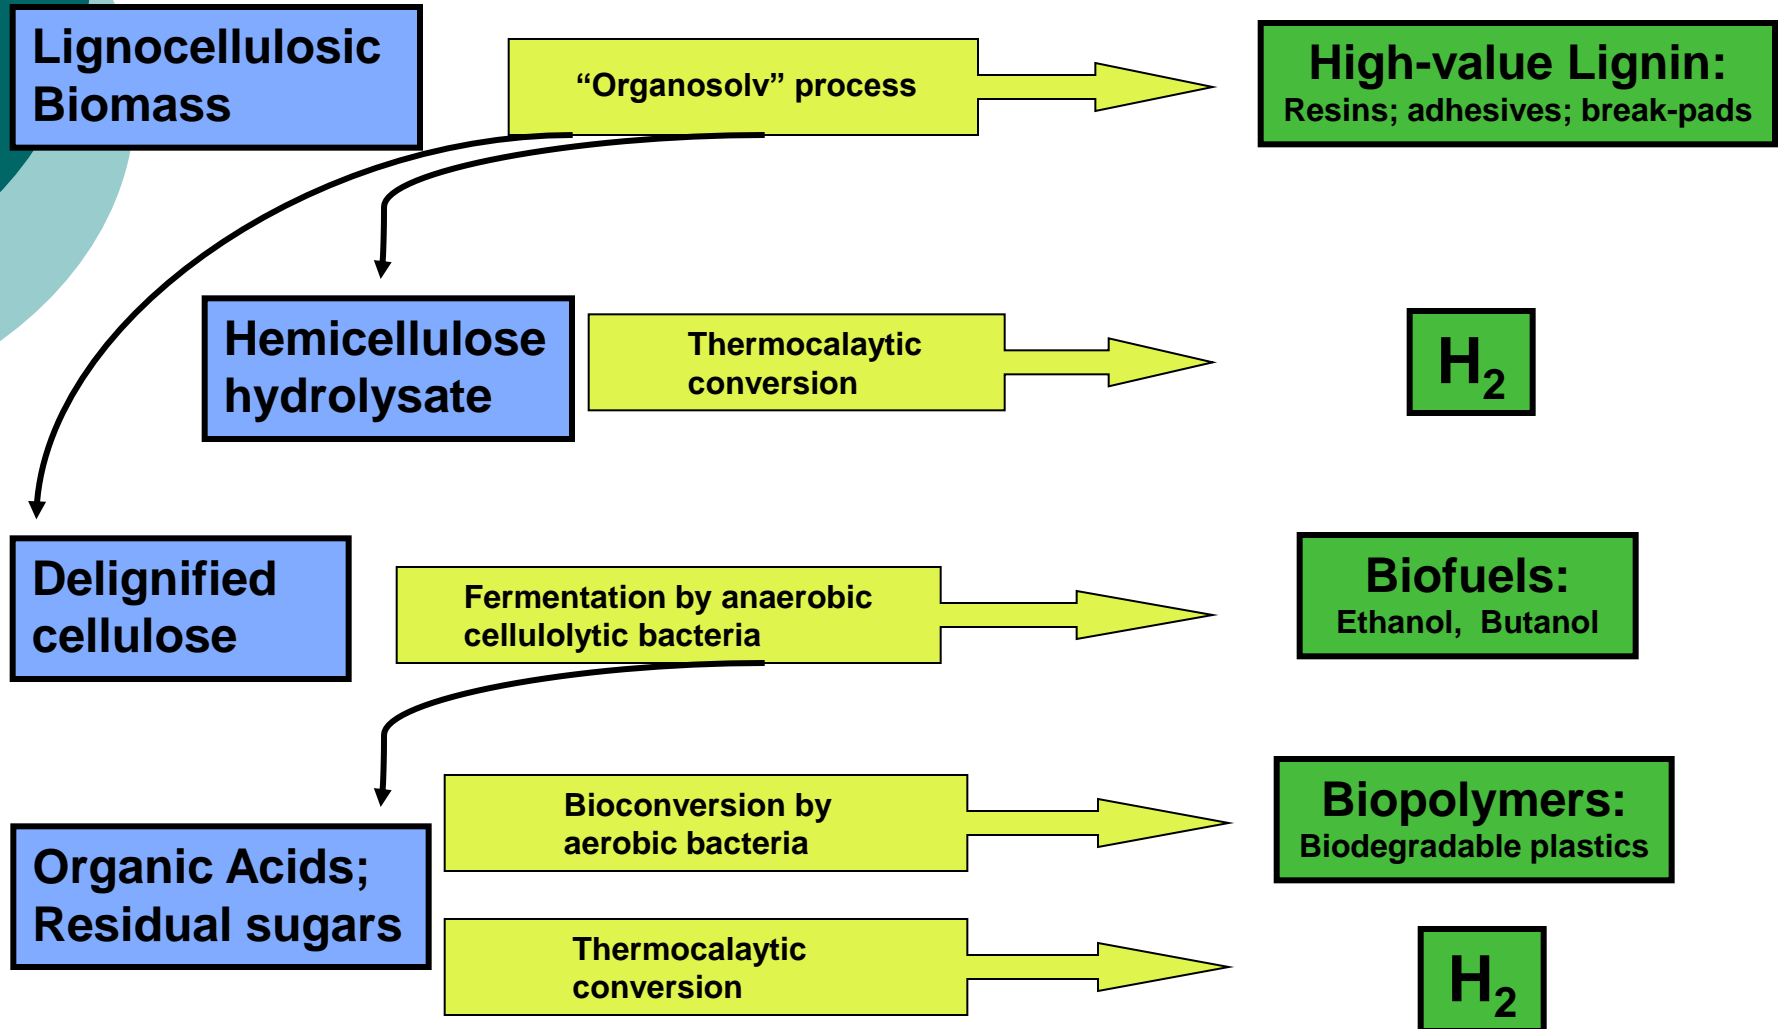 Lignocellulosic
Biomass
“Organosolv” process
High-value Lignin:
Resins; adhesives; break-pads
Hemicellulose
hydrolysate
Thermocalaytic
conversion
H₂
Delignified
cellulose
Fermentation by anaerobic
cellulolytic bacteria
Biofuels:
Ethanol, Butanol
Organic Acids;
Residual sugars
Bioconversion by
aerobic bacteria
Biopolymers:
Biodegradable plastics
Thermocalaytic
conversion
H₂